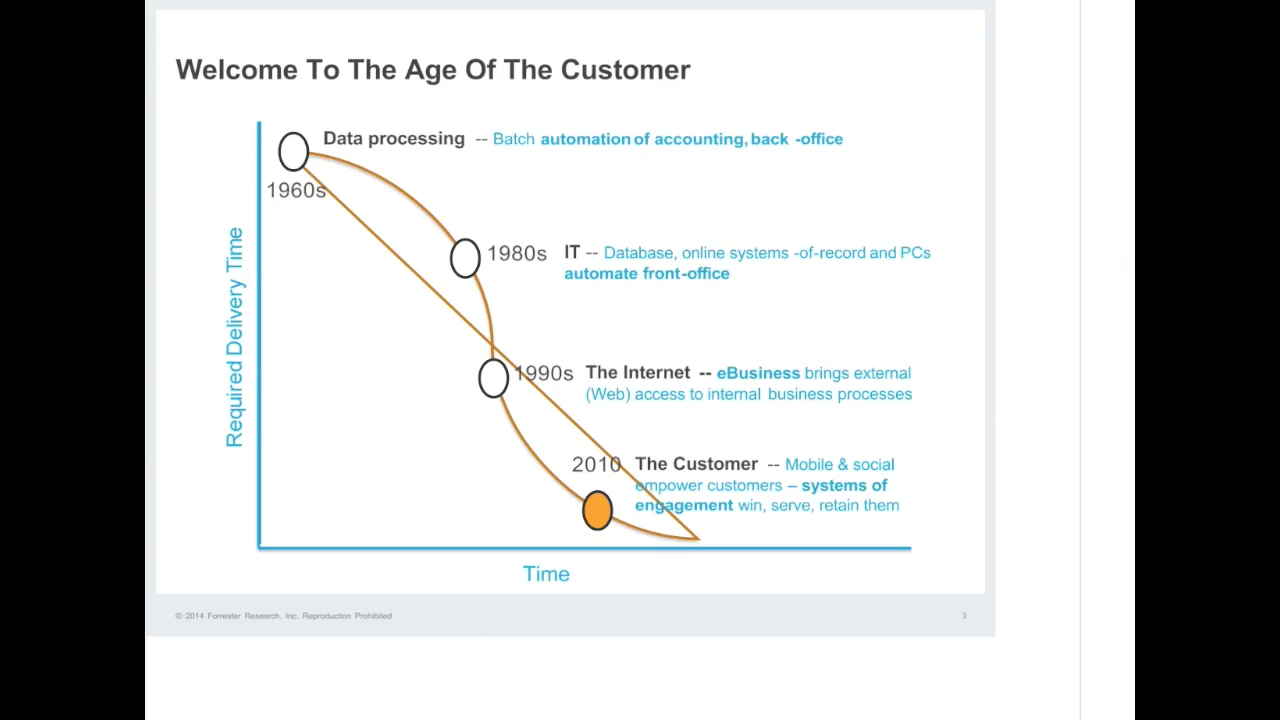 Welcome To The Age Of The Customer
Data processing -- Batch automation of accounting, back -office
1960s
1980s
IT -- Database, online systems -of-record and PCs
automate front-office
1990s
The Internet -- eBusiness brings external
(Web) access to internal business processes
2010
The Customer -- Mobile & social
empower customers – systems of
engagement win, serve, retain them
Required Delivery Time
Time
© 2014 Forrester Research, Inc. Reproduction Prohibited
3